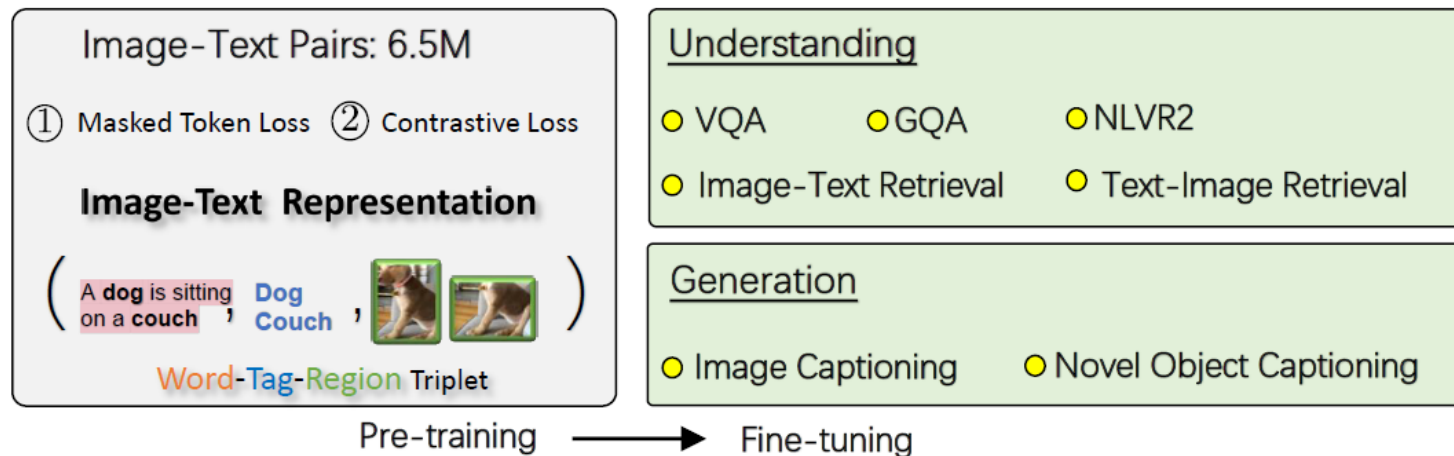 Image-Text Pairs: 6.5M
① Masked Token Loss ② Contrastive Loss
Image-Text Representation
( A dog is sitting on a couch , Dog Couch , )
Word-Tag-Region Triplet
Understanding
VQA GQA NLVR2
Image-Text Retrieval Text-Image Retrieval
Generation
Image Captioning Novel Object Captioning
Pre-training Fine-tuning